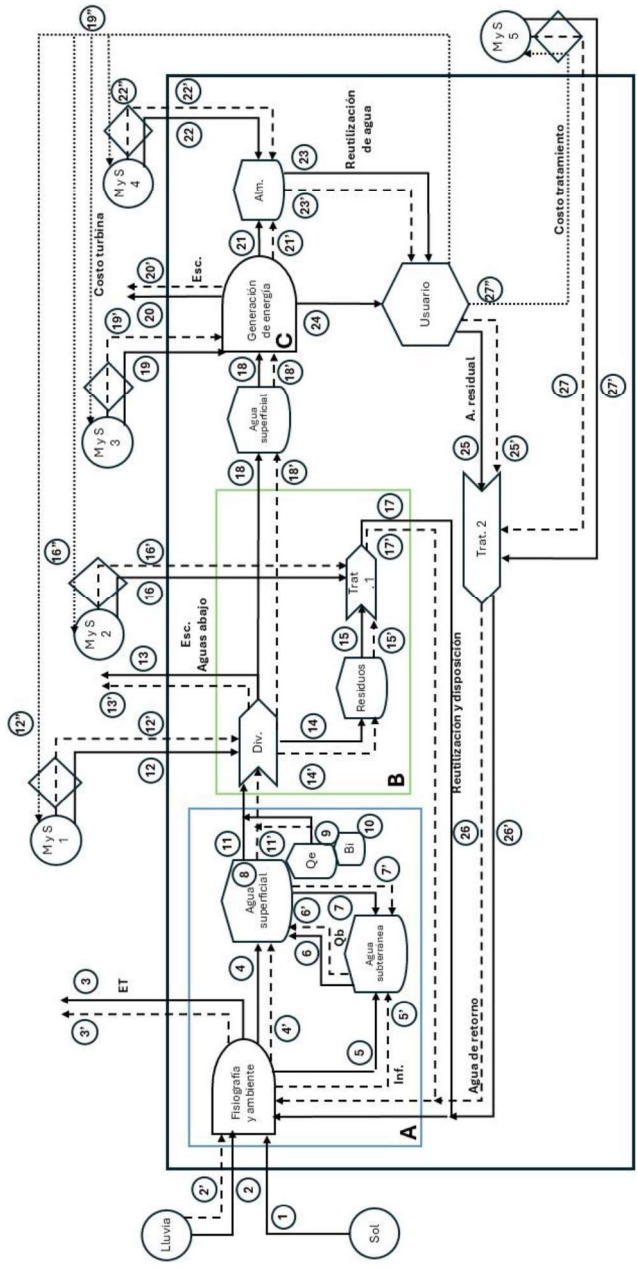 Lluvia
2'
2
1
Sol
3'
3
ET
Fisiografía
y ambiente
A
4
4'
5
5'
Inf.
Agua
superficial
8
6'
6
Qb
7
7'
Agua
subterránea
Qe
9
Bi
10
11
11'
M y S
1
12"
12
12'
13'
13
Esc.
Aguas abajo
Div.
14
14'
B
Residuos
15
15'
Trat
.1
M y S
2
16"
16
16'
17
17'
18
18'
Agua
superficial
18
18'
M y S
3
19"
19
19'
Costo turbina
20
20'
Esc.
Generación
de energía
C
21
21'
M y S
4
22"
22
22'
Alm.
23
23'
Reutilización
de agua
24
Usuario
27"
A. residual
25
25'
Trat. 2
Costo tratamiento
M y S
5
27
27'
Reutilización y disposición
26
26'
Agua de retorno